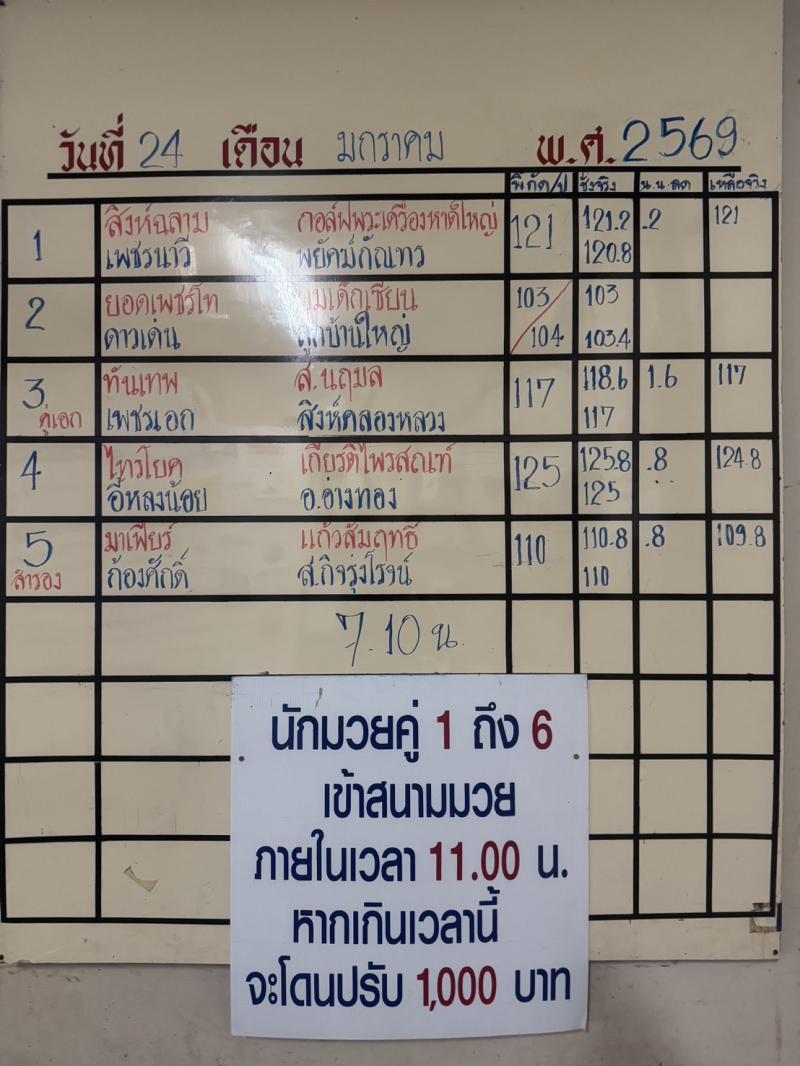 วันที่ 24 เดือน มกราคม พ.ศ. 2569
พิกัด/ป ชั่งจริง น.น.ลด เหลือจริง
1 สิงห์ฉลาม กอล์ฟพระเครื่องหาดใหญ่ 121 121.2 .2 121
เพชรนาวี พยัคฆ์กัณฑร 120.8
2 ยอดเพชรโท 103/ 103
ดาวเด่น ลูกบ้านใหญ่ 104 103.4
3 ทันเทพ ส.นฤมล 117 118.6 1.6 117
คู่เอก เพชรเอก สิงห์คลองหลวง 117
4 ไทรโยค เกียรติไพรสณฑ์ 125 125.8 .8 124.8
อีหลงน้อย อ.อ่างทอง 125
5 มาเฟียร์ แก้วสัมฤทธิ์ 110 110.8 .8 109.8
สำรอง ก้องศักดิ์ ส.กิจรุ่งโรจน์ 110
7.10 น.
นักมวยคู่ 1 ถึง 6
เข้าสนามมวย
ภายในเวลา 11.00 น.
หากเกินเวลานี้
จะโดนปรับ 1,000 บาท